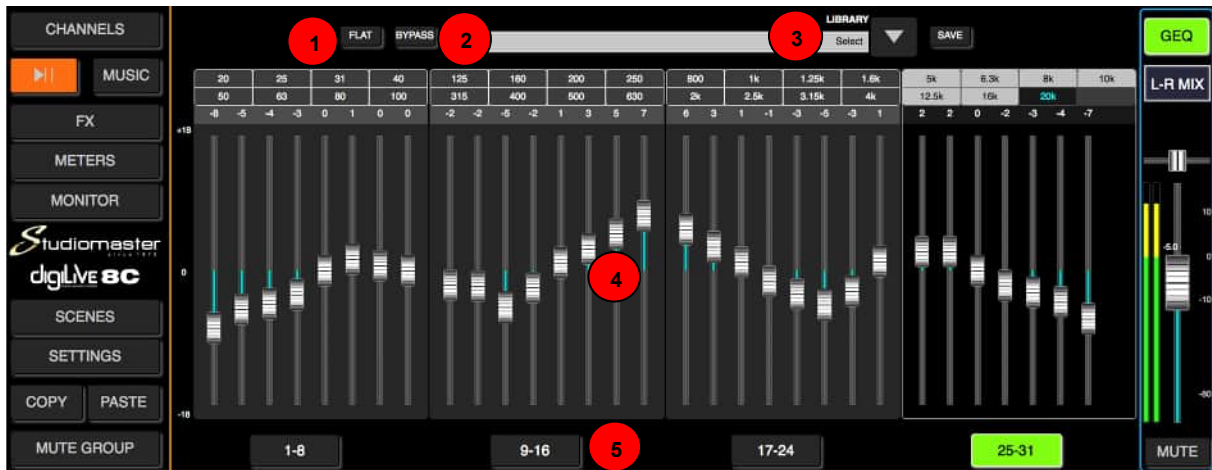 CHANNELS
MUSIC
FX
METERS
MONITOR
Studiomaster
SINCE 1976
digiLiVE 8C
SCENES
SETTINGS
COPY PASTE
MUTE GROUP
1 FLAT BYPASS 2 LIBRARY 3 Select SAVE
20 25 31 40 125 160 200 250 800 1k 1.25k 1.6k 5k 6.3k 8k 10k
50 63 80 100 315 400 500 630 2k 2.5k 3.15k 4k 12.5k 16k 20k
-8 -5 -4 -3 0 1 0 0 -2 -2 -5 -2 1 3 5 7 6 3 1 -1 -3 -5 -3 1 2 2 0 -2 -3 -4 -7
+18
0
4
-18
1-8 9-16 5 17-24 25-31
GEQ
L-R MIX
10
-5.0
0
-10
-80
MUTE